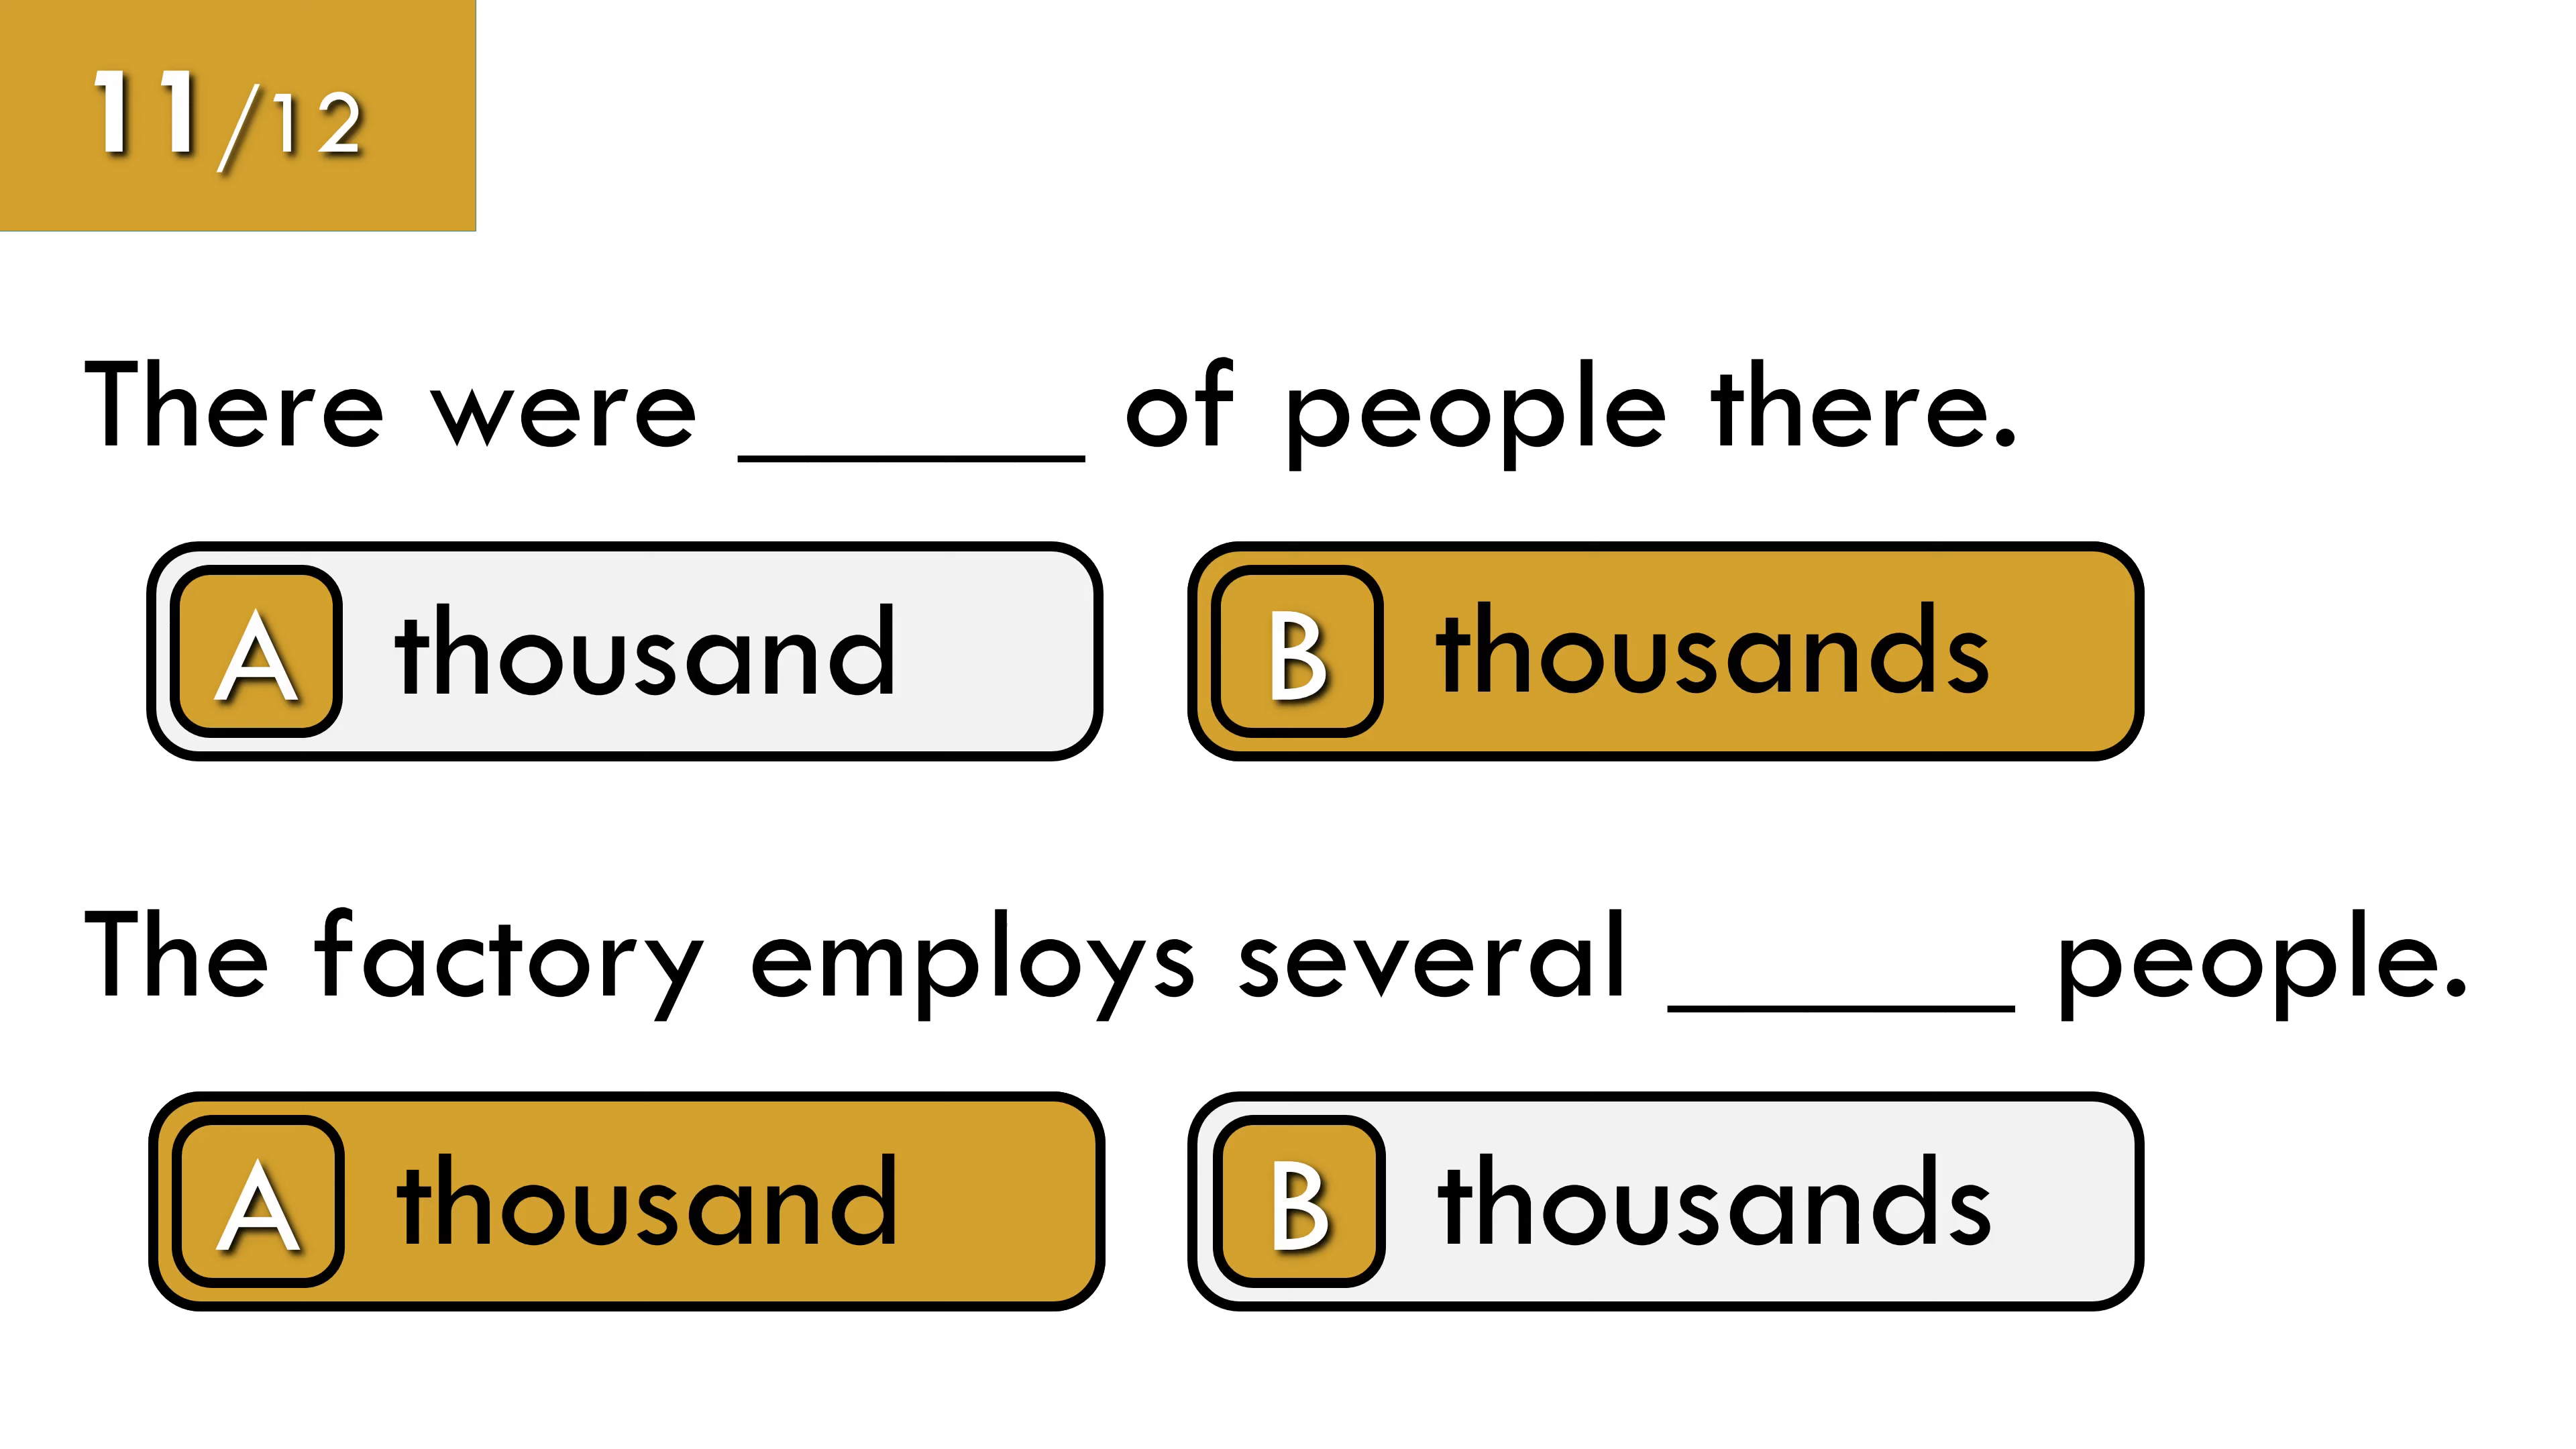 11/12
There were ______ of people there.
A thousand B thousands
The factory employs several ______ people.
A thousand B thousands